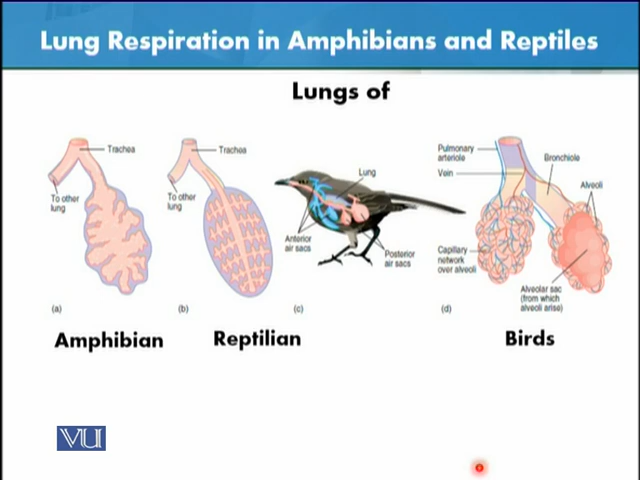 Lung Respiration in Amphibians and Reptiles
Lungs of
Trachea
To other
lung
(a)
Amphibian
Trachea
To other
lung
(b)
Reptilian
Lung
Anterior
air sacs
Posterior
air sacs
(c)
Pulmonary
arteriole
Vein
Bronchiole
Alveoli
Capillary
network
over alveoli
Alveolar sac
(from which
alveoli arise)
(d)
Birds
VU